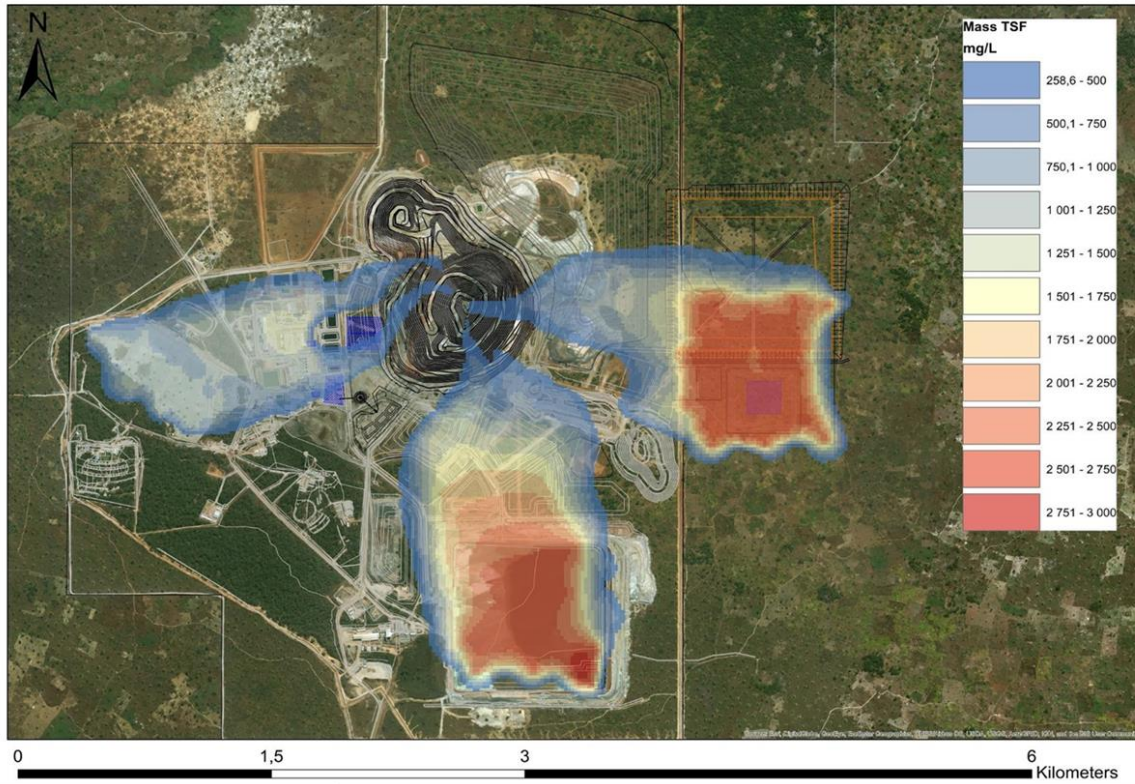 N
Mass TSF
mg/L
258,6 - 500
500,1 - 750
750,1 - 1 000
1 001 - 1 250
1 251 - 1 500
1 501 - 1 750
1 751 - 2 000
2 001 - 2 250
2 251 - 2 500
2 501 - 2 750
2 751 - 3 000
0 1,5 3 6
Kilometers